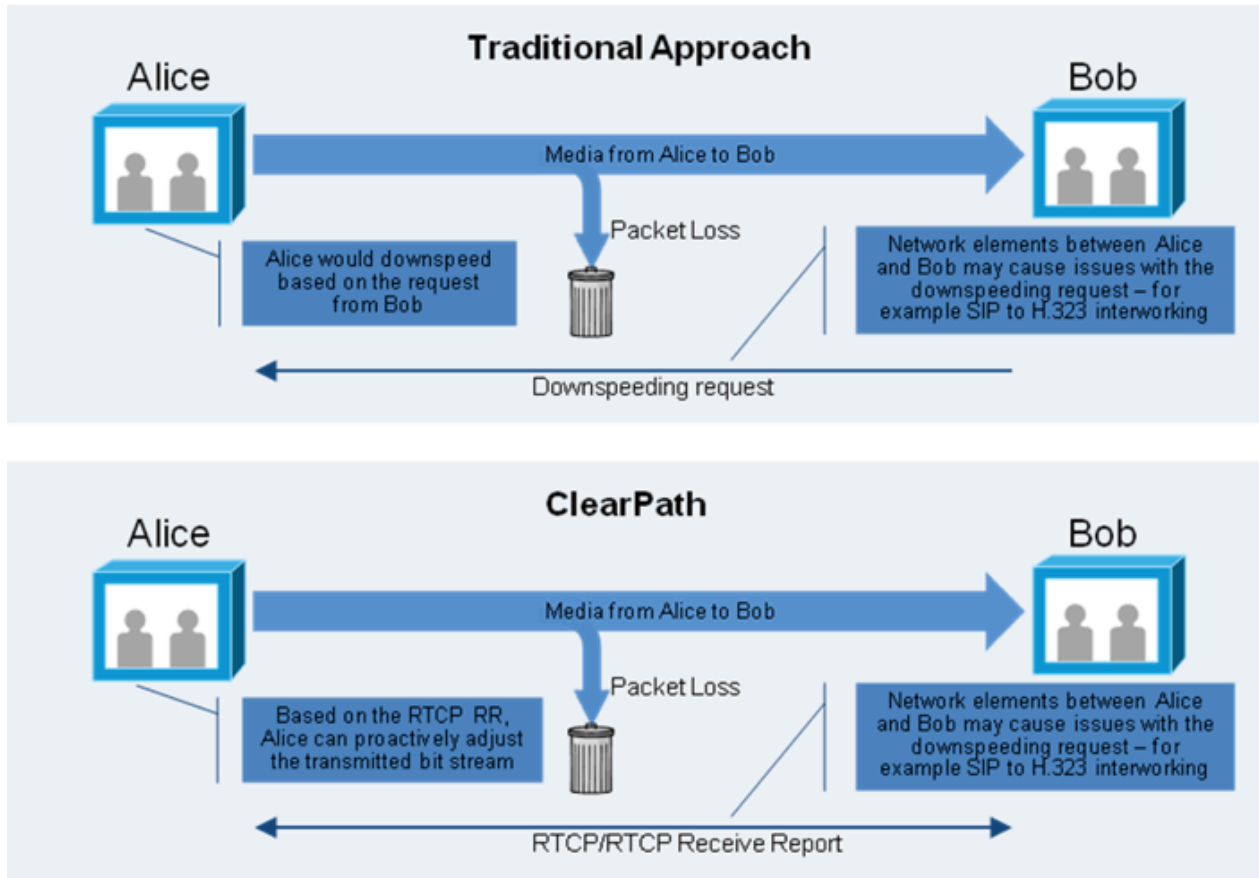 Traditional Approach
Alice
Bob
Media from Alice to Bob
Packet Loss
Alice would downspeed
based on the request
from Bob
Network elements between Alice
and Bob may cause issues with the
downspeeding request – for
example SIP to H.323 interworking
Downspeeding request
ClearPath
Alice
Bob
Media from Alice to Bob
Packet Loss
Based on the RTCP RR,
Alice can proactively adjust
the transmitted bit stream
Network elements between Alice
and Bob may cause issues with the
downspeeding request – for
example SIP to H.323 interworking
RTCP/RTCP Receive Report